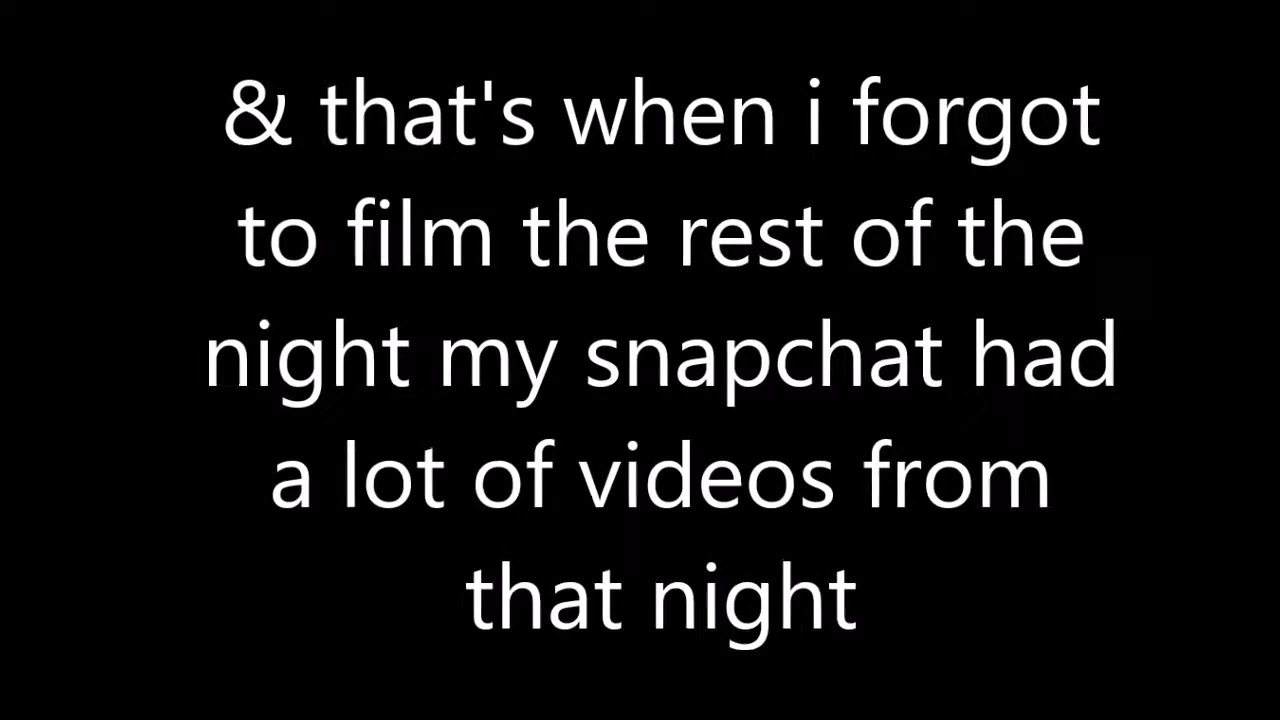 & that's when i forgot
to film the rest of the
night my snapchat had
a lot of videos from
that night